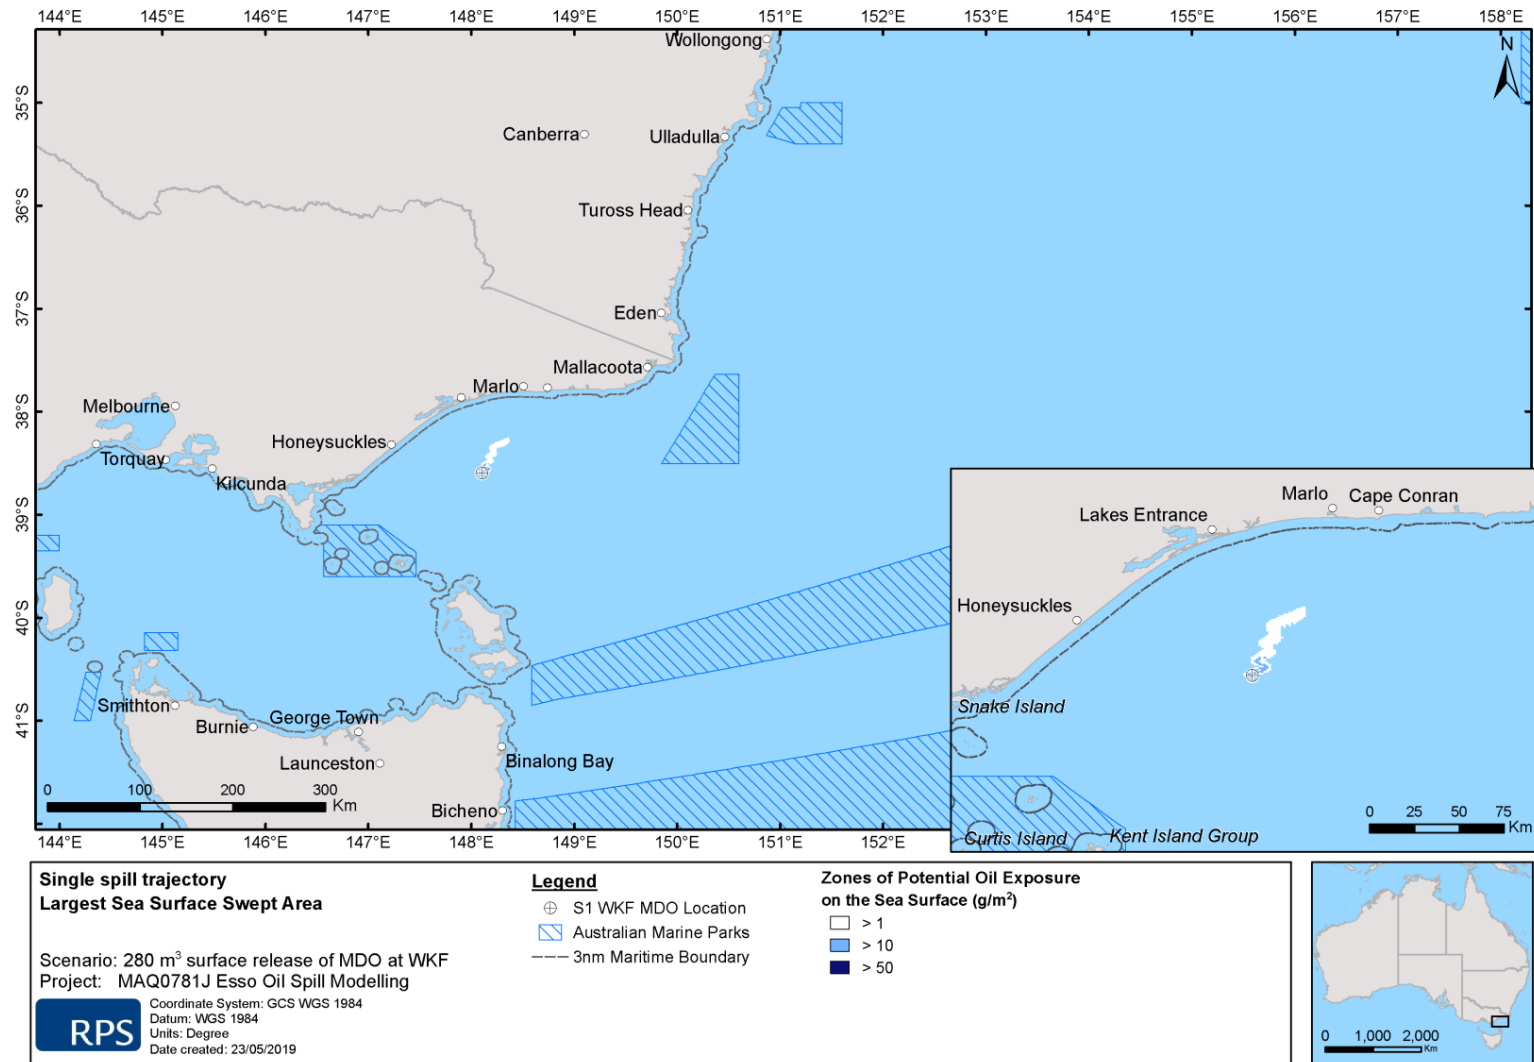 144°E 145°E 146°E 147°E 148°E 149°E 150°E 151°E 152°E 153°E 154°E 155°E 156°E 157°E 158°E
N
Wollongong
35°S
Canberra
Ulladulla
36°S
Tuross Head
37°S
Eden
Mallacoota
Marlo
38°S
Melbourne
Honeysuckles
Torquay
Kilcunda
39°S
40°S
41°S
Smithton
Burnie
George Town
Launceston
Binalong Bay
Bicheno
0 100 200 300 Km
144°E 145°E 146°E 147°E 148°E 149°E 150°E 151°E 152°E
Marlo
Cape Conran
Lakes Entrance
Honeysuckles
Snake Island
Curtis Island
Kent Island Group
0 25 50 75 Km
Single spill trajectory
Largest Sea Surface Swept Area
Scenario: 280 m³ surface release of MDO at WKF
Project: MAQ0781J Esso Oil Spill Modelling
RPS
Coordinate System: GCS WGS 1984
Datum: WGS 1984
Units: Degree
Date created: 23/05/2019
Legend
S1 WKF MDO Location
Australian Marine Parks
3nm Maritime Boundary
Zones of Potential Oil Exposure
on the Sea Surface (g/m²)
> 1
> 10
> 50
0 1,000 2,000 Km